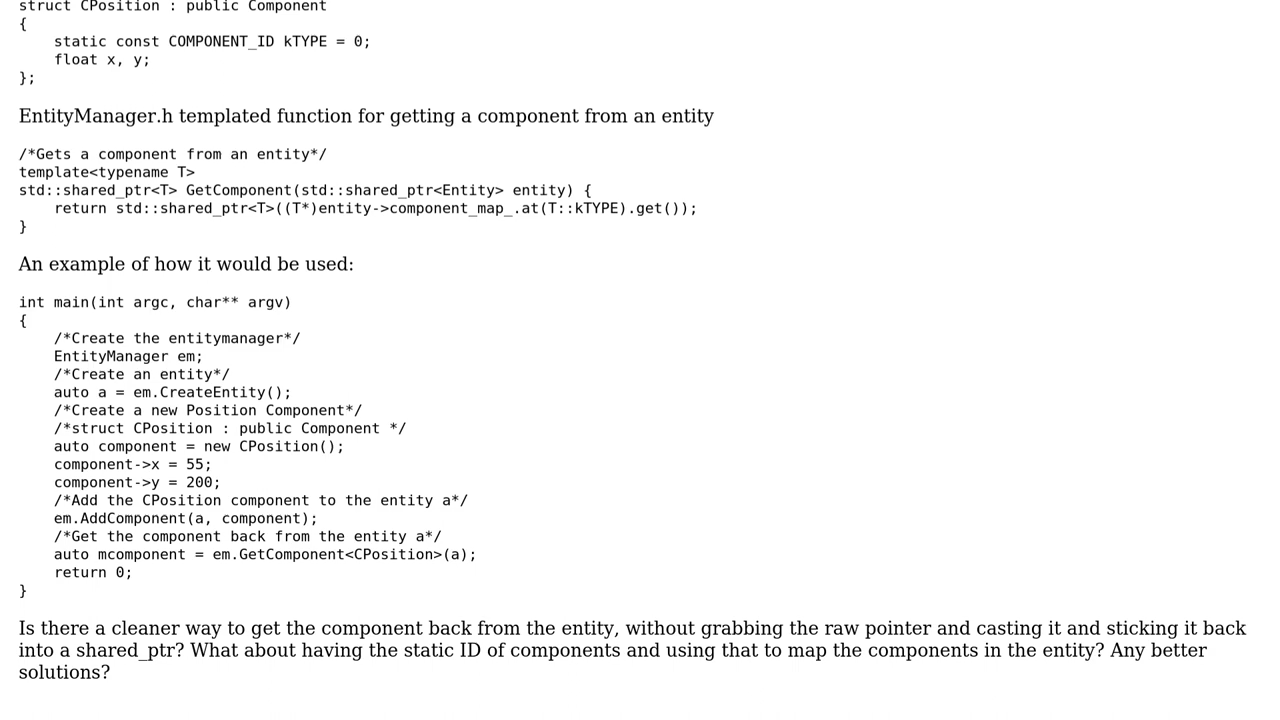 struct CPosition : public Component
{
    static const COMPONENT_ID kTYPE = 0;
    float x, y;
};
EntityManager.h templated function for getting a component from an entity
/*Gets a component from an entity*/
template<typename T>
std::shared_ptr<T> GetComponent(std::shared_ptr<Entity> entity) {
    return std::shared_ptr<T>((T*)entity->component_map_.at(T::kTYPE).get());
}
An example of how it would be used:
int main(int argc, char** argv)
{
    /*Create the entitymanager*/
    EntityManager em;
    /*Create an entity*/
    auto a = em.CreateEntity();
    /*Create a new Position Component*/
    /*struct CPosition : public Component */
    auto component = new CPosition();
    component->x = 55;
    component->y = 200;
    /*Add the CPosition component to the entity a*/
    em.AddComponent(a, component);
    /*Get the component back from the entity a*/
    auto mcomponent = em.GetComponent<CPosition>(a);
    return 0;
}
Is there a cleaner way to get the component back from the entity, without grabbing the raw pointer and casting it and sticking it back
into a shared_ptr? What about having the static ID of components and using that to map the components in the entity? Any better
solutions?